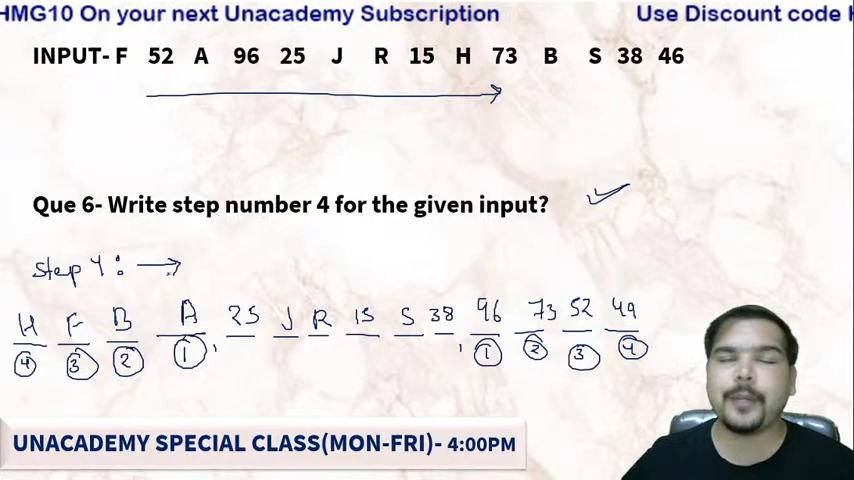 HMG10 On your next Unacademy Subscription Use Discount code H
INPUT- F 52 A 96 25 J R 15 H 73 B S 38 46
Que 6- Write step number 4 for the given input?
Step 4: →
H F B A 25 J R 15 S 38 96 73 52 49
4 3 2 1 , , 1 2 3 4
UNACADEMY SPECIAL CLASS(MON-FRI)- 4:00PM